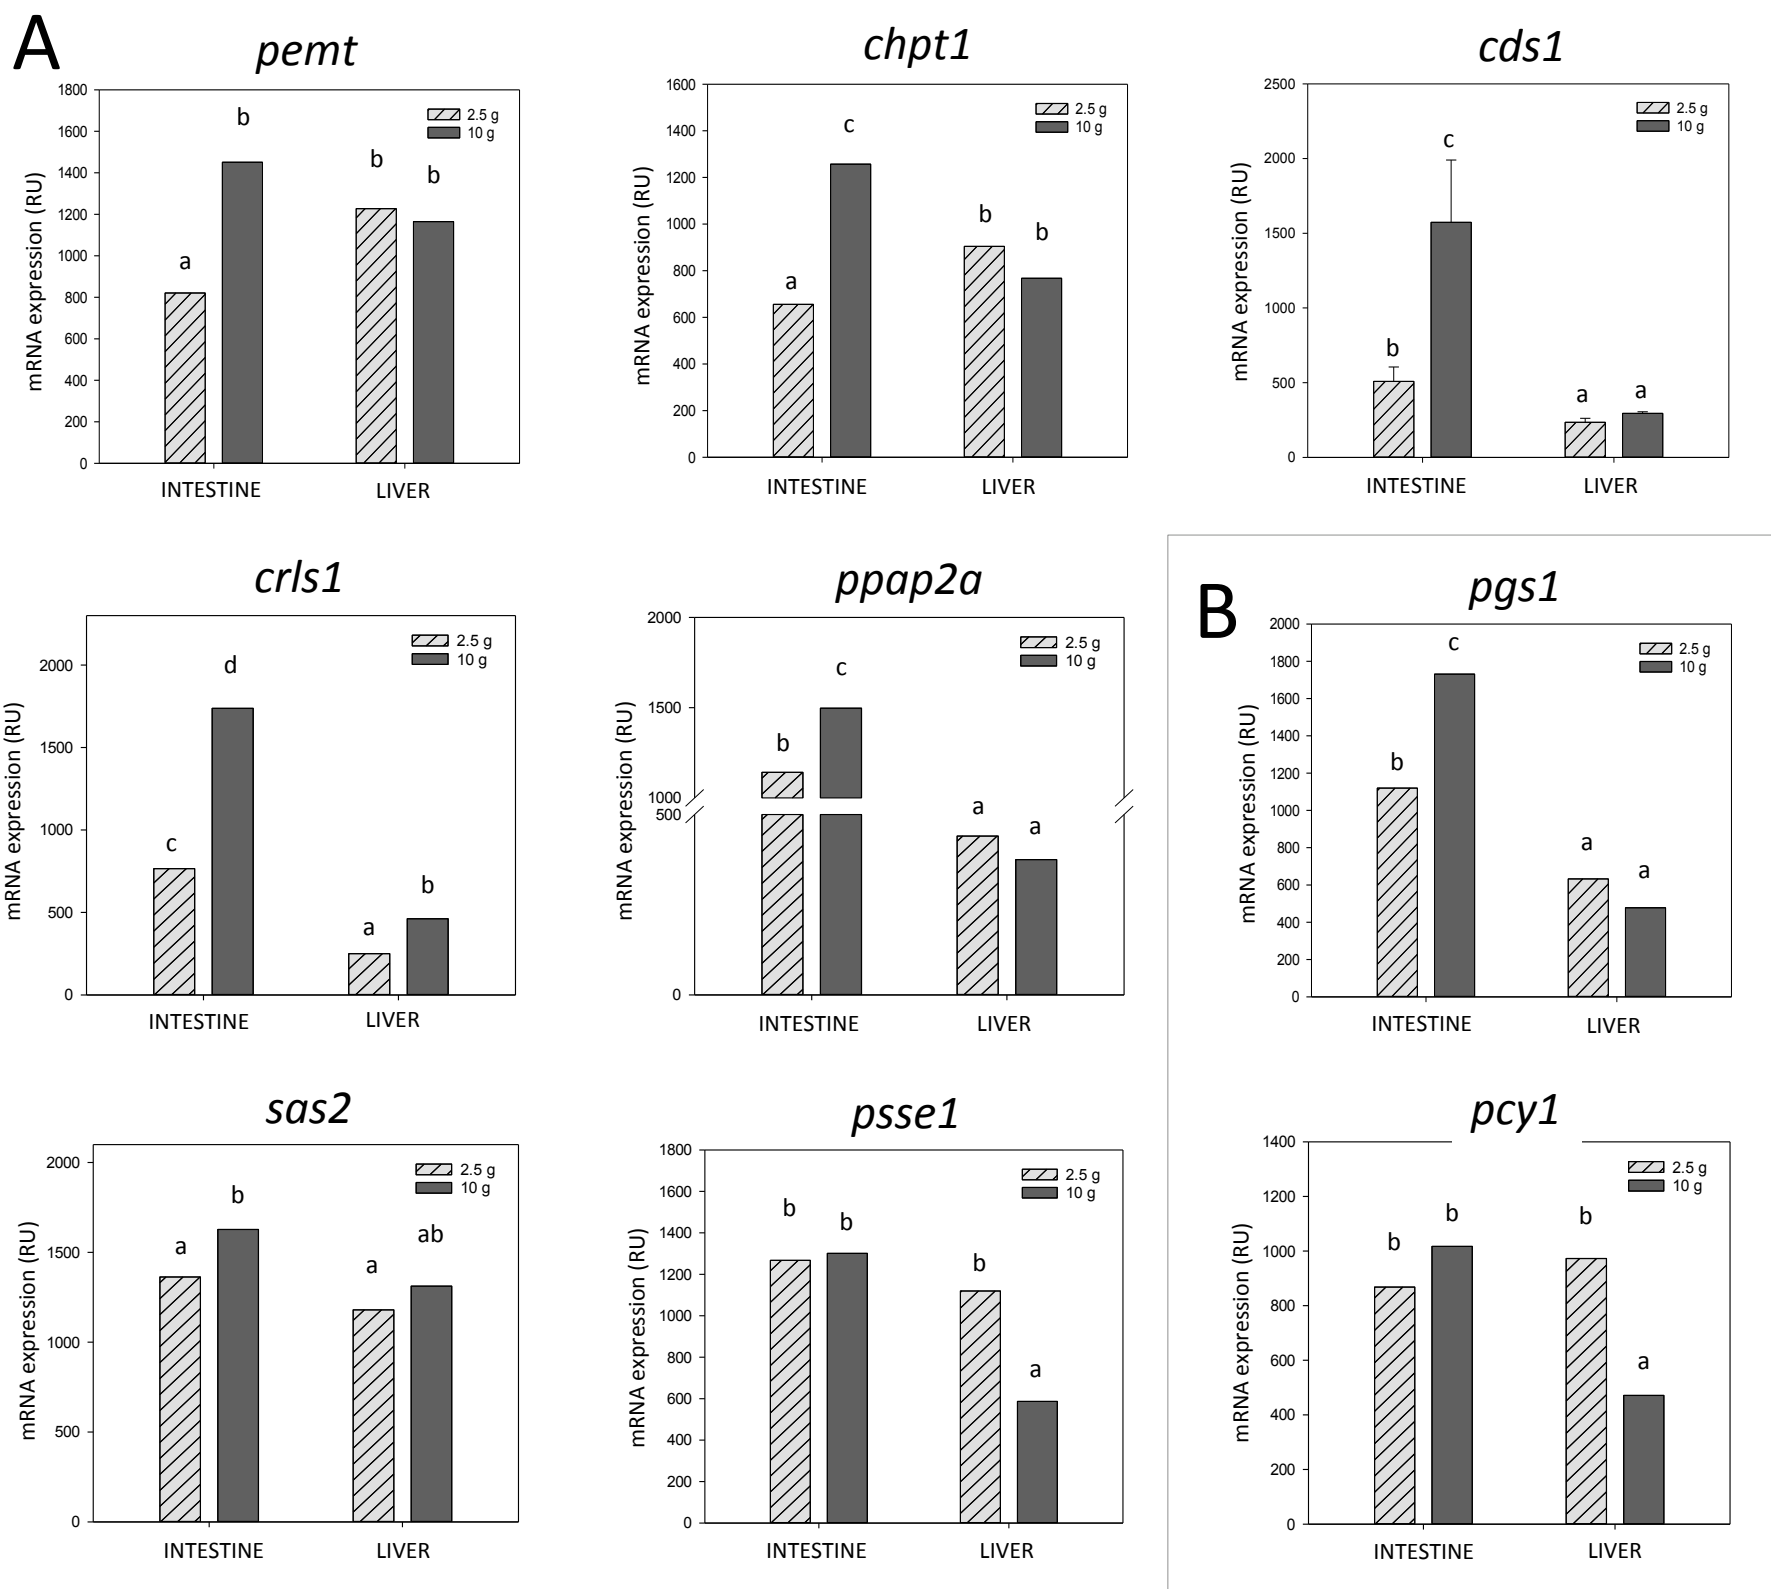 A
pemt
mRNA expression (RU)
1800
1600
1400
1200
1000
800
600
400
200
0
2.5 g
10 g
a
b
b
b
INTESTINE
LIVER
chpt1
mRNA expression (RU)
1600
1400
1200
1000
800
600
400
200
0
2.5 g
10 g
a
c
b
b
INTESTINE
LIVER
cds1
mRNA expression (RU)
2500
2000
1500
1000
500
0
2.5 g
10 g
b
c
a
a
INTESTINE
LIVER
crls1
mRNA expression (RU)
2000
1500
1000
500
0
2.5 g
10 g
c
d
a
b
INTESTINE
LIVER
ppap2a
mRNA expression (RU)
2000
1500
1000
500
0
2.5 g
10 g
b
c
a
a
INTESTINE
LIVER
B
pgs1
mRNA expression (RU)
2000
1800
1600
1400
1200
1000
800
600
400
200
0
2.5 g
10 g
b
c
a
a
INTESTINE
LIVER
sas2
mRNA expression (RU)
2000
1500
1000
500
0
2.5 g
10 g
a
b
a
ab
INTESTINE
LIVER
psse1
mRNA expression (RU)
1800
1600
1400
1200
1000
800
600
400
200
0
2.5 g
10 g
b
b
b
a
INTESTINE
LIVER
pcy1
mRNA expression (RU)
1400
1200
1000
800
600
400
200
0
2.5 g
10 g
b
b
b
a
INTESTINE
LIVER